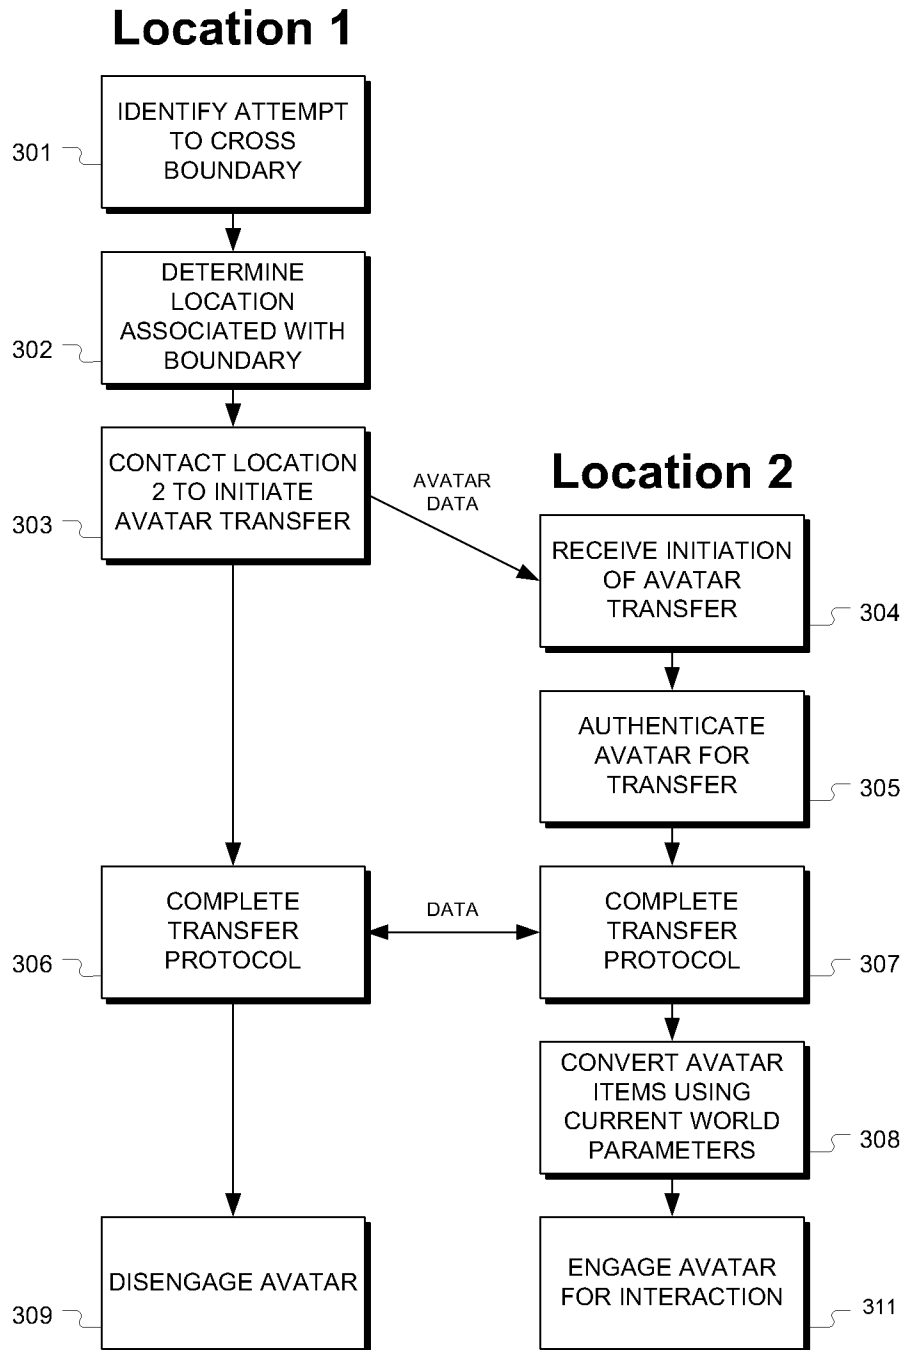 Location 1
IDENTIFY ATTEMPT
TO CROSS
BOUNDARY
301
DETERMINE
LOCATION
ASSOCIATED WITH
BOUNDARY
302
CONTACT LOCATION
2 TO INITIATE
AVATAR TRANSFER
303
AVATAR
DATA
Location 2
RECEIVE INITIATION
OF AVATAR
TRANSFER
304
AUTHENTICATE
AVATAR FOR
TRANSFER
305
COMPLETE
TRANSFER
PROTOCOL
306
DATA
COMPLETE
TRANSFER
PROTOCOL
307
CONVERT AVATAR
ITEMS USING
CURRENT WORLD
PARAMETERS
308
DISENGAGE AVATAR
309
ENGAGE AVATAR
FOR INTERACTION
311